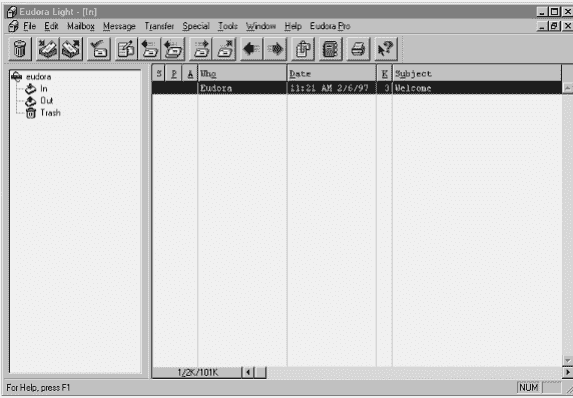 Eudora Light - [In]
File Edit Mailbox Message Transfer Special Tools Window Help Eudora Pro
eudora
In
Out
Trash
S P A Who Date K Subject
Eudora 11:21 AM 2/6/97 3 Welcome
1/2K/101K
For Help, press F1
NUM